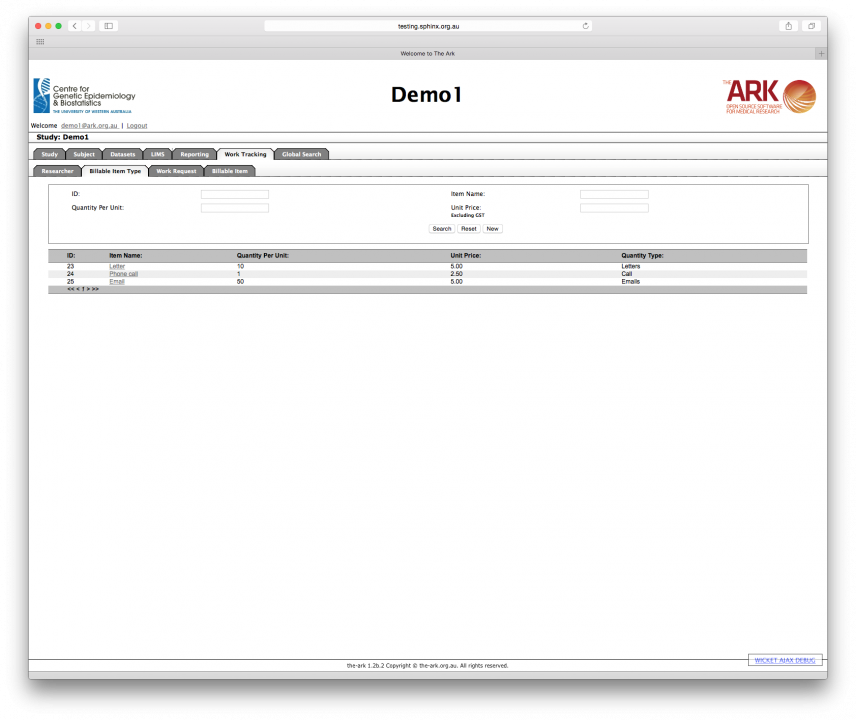 testing.sphinx.org.au
Welcome to The Ark
Centre for
Genetic Epidemiology
& Biostatistics
THE UNIVERSITY OF WESTERN AUSTRALIA
Demo1
THE ARK
OPEN SOURCE SOFTWARE
FOR MEDICAL RESEARCH
Welcome demo1@ark.org.au | Logout
Study: Demo1
Study Subject Datasets LIMS Reporting Work Tracking Global Search
Researcher Billable Item Type Work Request Billable Item
ID: Item Name:
Quantity Per Unit: Unit Price:
Excluding GST
Search Reset New
ID: Item Name: Quantity Per Unit: Unit Price: Quantity Type:
23 Letter 10 5.00 Letters
24 Phone call 1 2.50 Call
25 Email 50 5.00 Emails
<< < 1 > >>
the-ark 1.2b.2 Copyright © the-ark.org.au. All rights reserved.
WICKET AJAX DEBUG